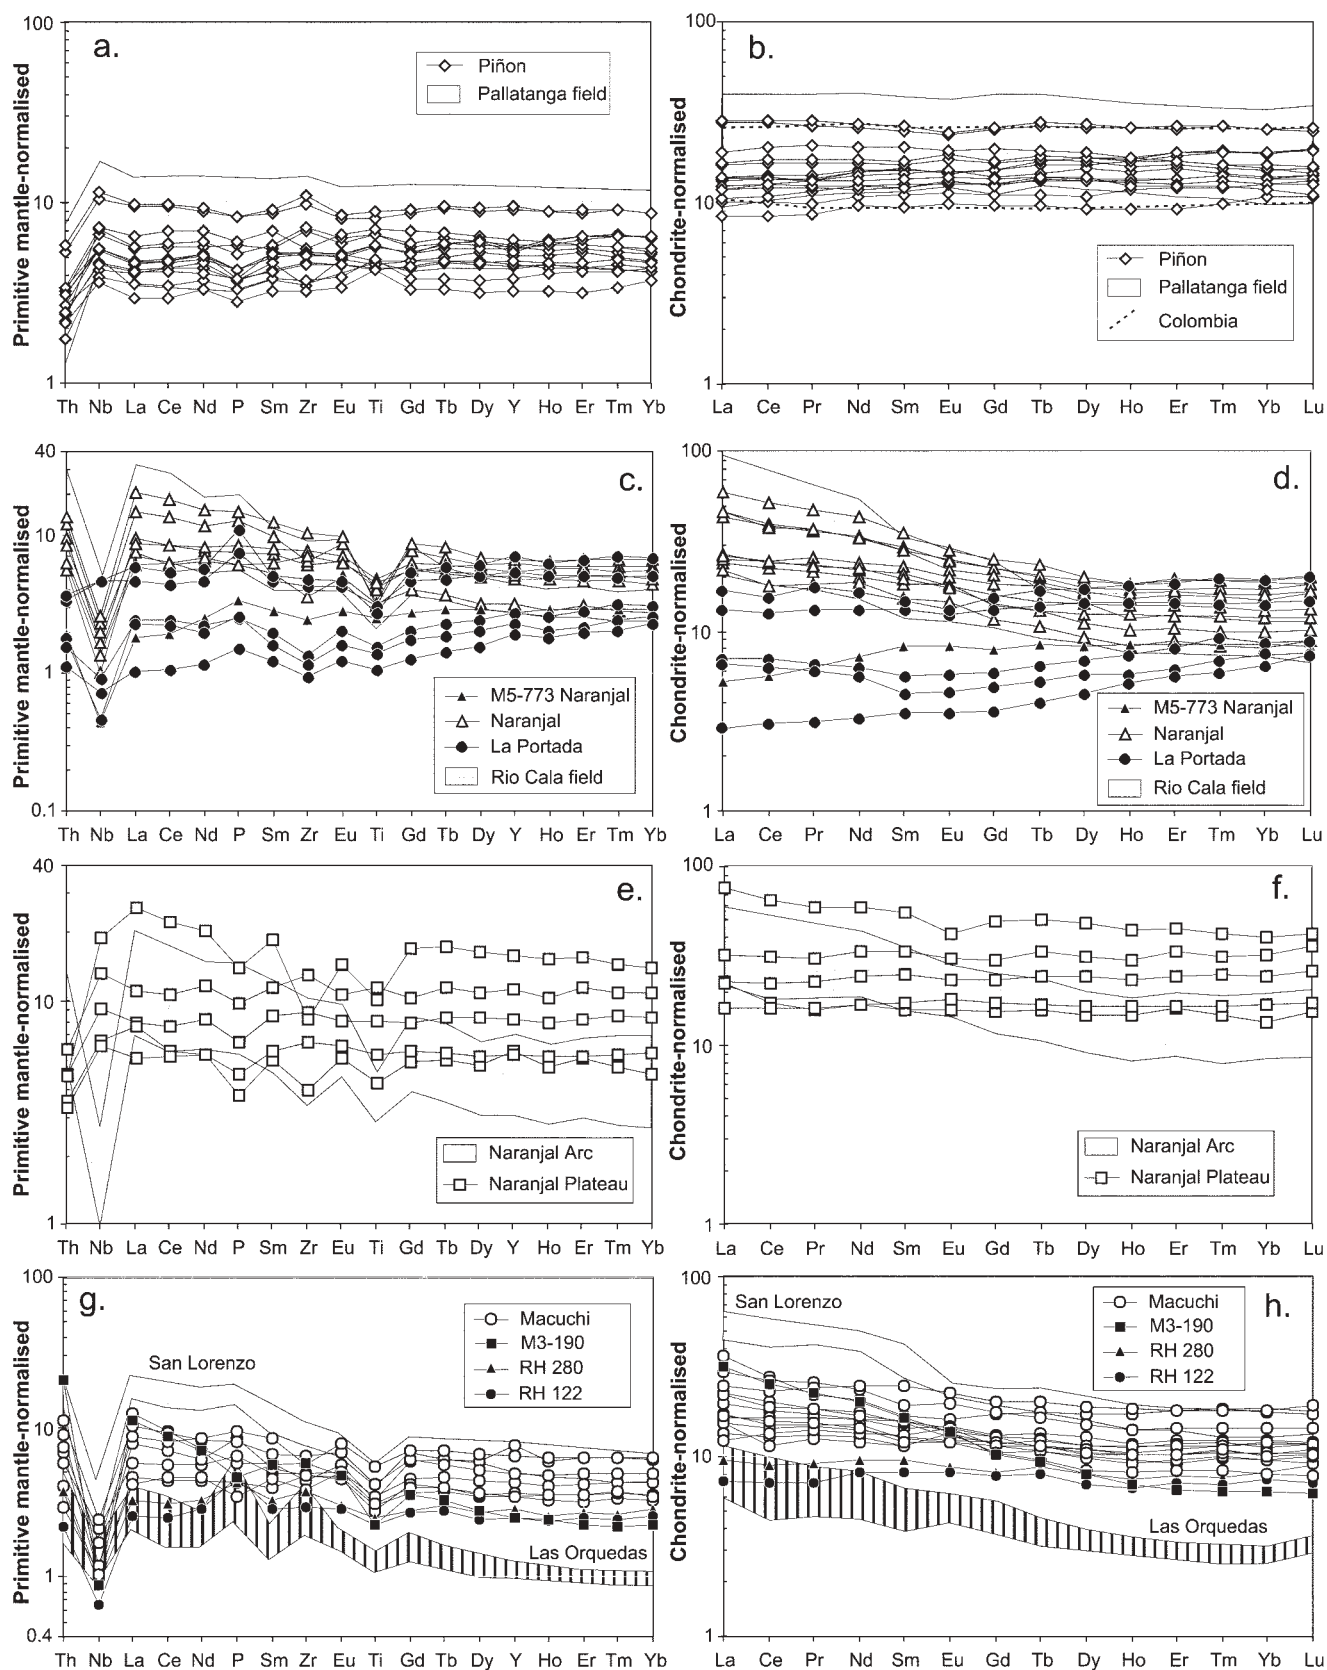 a.
Primitive mantle-normalised
100
10
1
Piñon
Pallatanga field
Th Nb La Ce Nd P Sm Zr Eu Ti Gd Tb Dy Y Ho Er Tm Yb
b.
Chondrite-normalised
100
10
1
Piñon
Pallatanga field
Colombia
La Ce Pr Nd Sm Eu Gd Tb Dy Ho Er Tm Yb Lu
c.
Primitive mantle-normalised
40
10
1
0.1
M5-773 Naranjal
Naranjal
La Portada
Rio Cala field
Th Nb La Ce Nd P Sm Zr Eu Ti Gd Tb Dy Y Ho Er Tm Yb
d.
Chondrite-normalised
100
10
1
M5-773 Naranjal
Naranjal
La Portada
Rio Cala field
La Ce Pr Nd Sm Eu Gd Tb Dy Ho Er Tm Yb Lu
e.
Primitive mantle-normalised
40
10
1
Naranjal Arc
Naranjal Plateau
Th Nb La Ce Nd P Sm Zr Eu Ti Gd Tb Dy Y Ho Er Tm Yb
f.
Chondrite-normalised
100
10
1
Naranjal Arc
Naranjal Plateau
La Ce Pr Nd Sm Eu Gd Tb Dy Ho Er Tm Yb Lu
g.
Primitive mantle-normalised
100
10
1
0.4
Macuchi
M3-190
RH 280
RH 122
San Lorenzo
Las Orquedas
Th Nb La Ce Nd P Sm Zr Eu Ti Gd Tb Dy Y Ho Er Tm Yb
h.
Chondrite-normalised
100
10
1
San Lorenzo
Macuchi
M3-190
RH 280
RH 122
Las Orquedas
La Ce Pr Nd Sm Eu Gd Tb Dy Ho Er Tm Yb Lu